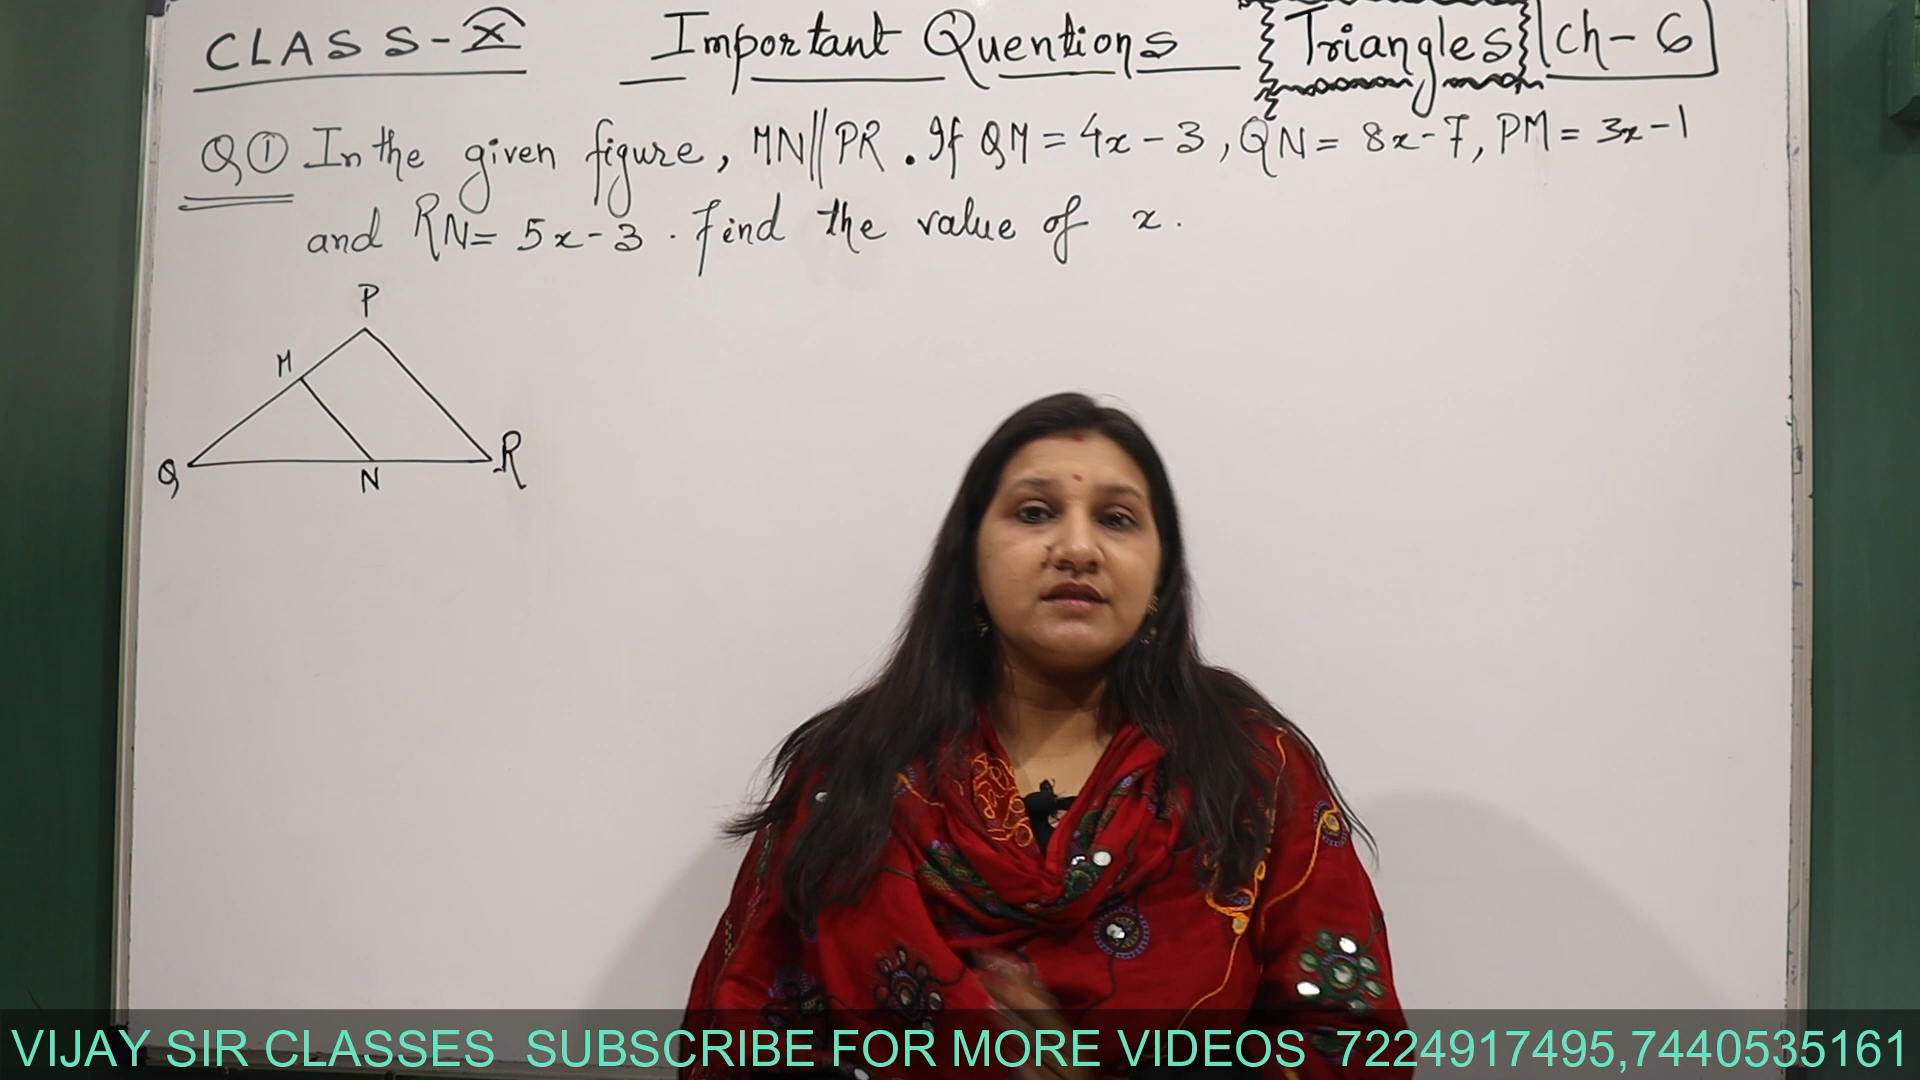 CLASS-X Important Quentions Triangles ch-6
Q① In the given figure, MN||PR. If QM = 4x-3, QN = 8x-7, PM = 3x-1
and RN = 5x-3. find the value of x.
P
M
Q N R
VIJAY SIR CLASSES SUBSCRIBE FOR MORE VIDEOS 7224917495,7440535161